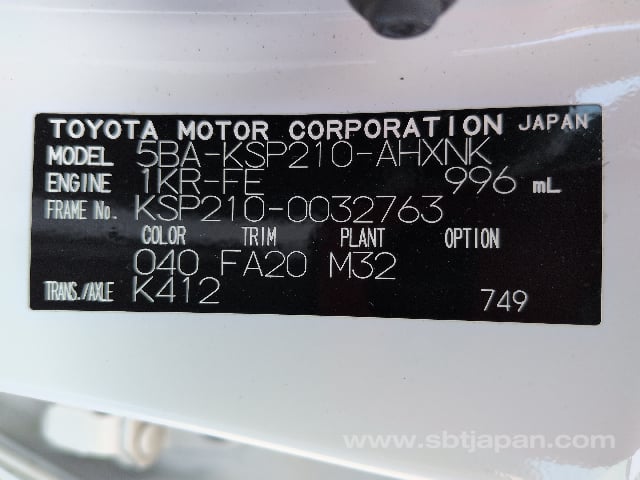 TOYOTA MOTOR CORPORATION JAPAN
MODEL 5BA-KSP210-AHXNK
ENGINE 1KR-FE 996 mL
FRAME No. KSP210-0032763
COLOR TRIM PLANT OPTION
040 FA20 M32
TRANS./AXLE K412 749
www.sbtjapan.com